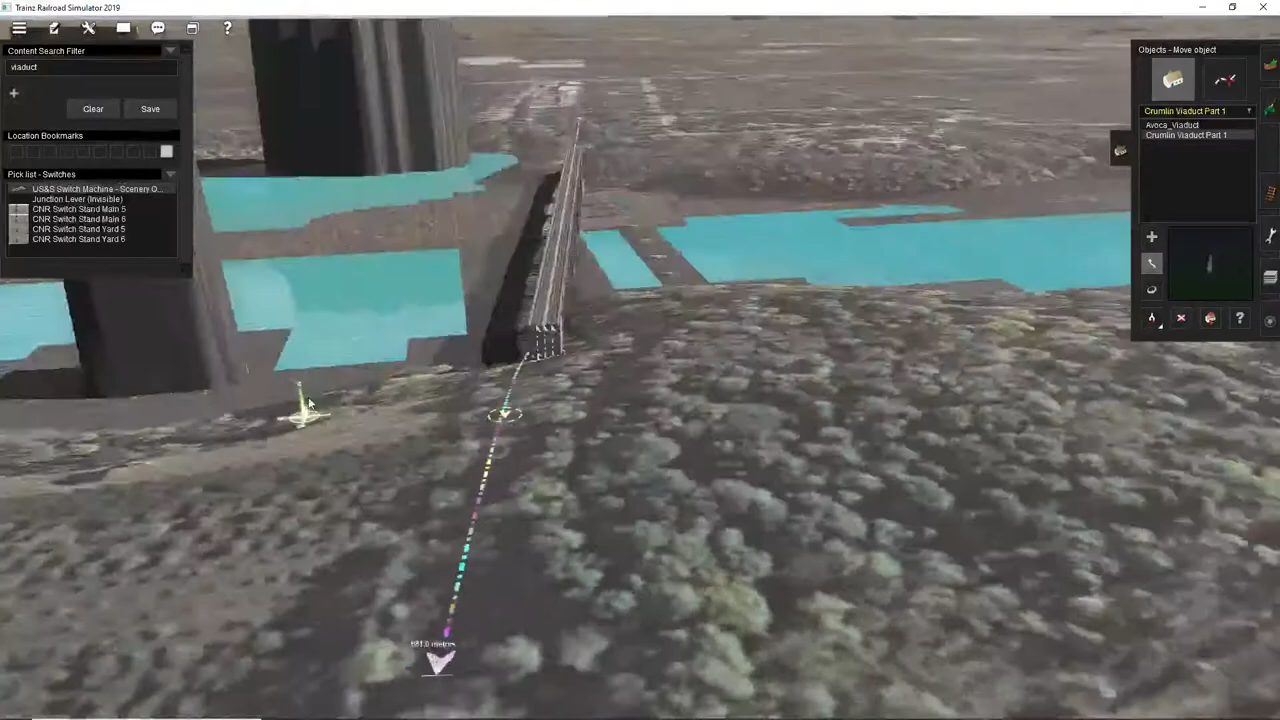 Trainz Railroad Simulator 2019
Content Search Filter
viaduct
Clear
Save
Location Bookmarks
Pick list - Switches
US&S Switch Machine - Scenery O...
Junction Lever (Invisible)
CNR Switch Stand Main 5
CNR Switch Stand Main 6
CNR Switch Stand Yard 5
CNR Switch Stand Yard 6
Objects - Move object
Crumlin Viaduct Part 1
Avoca_Viaduct
Crumlin Viaduct Part 1
metres